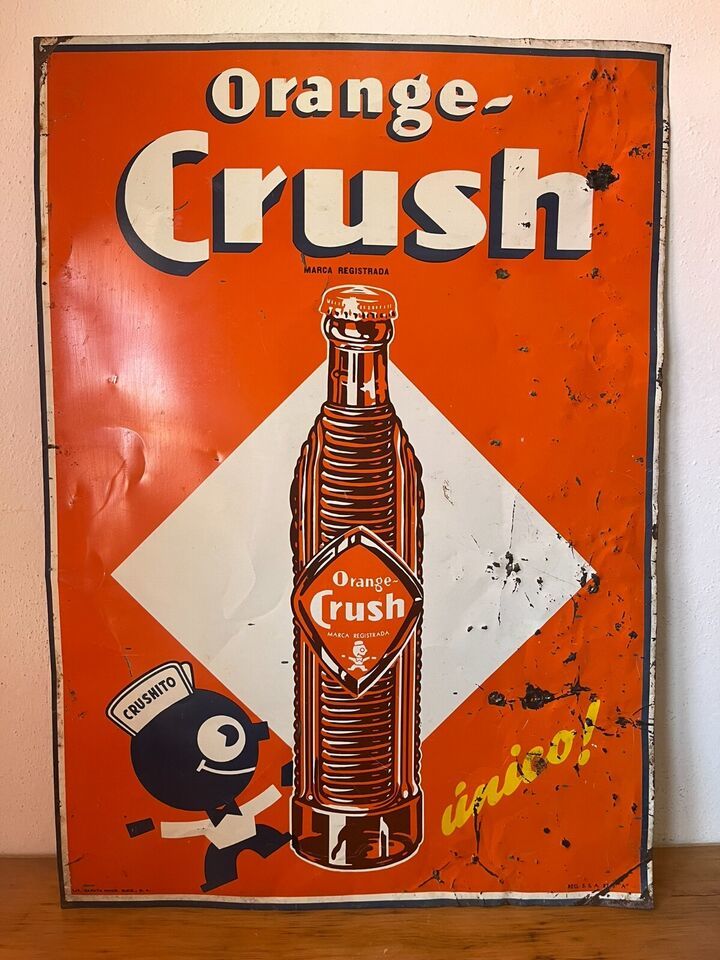 Orange-
Crush
MARCA REGISTRADA
Orange-
Crush
MARCA REGISTRADA
CRUSHITO
único!